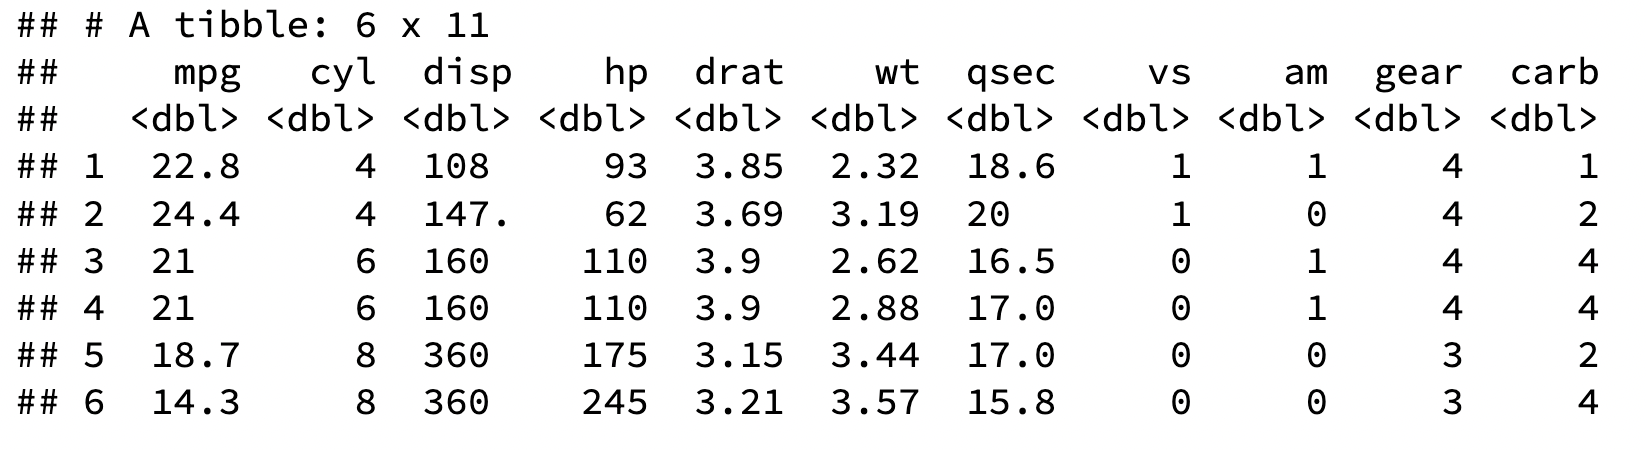 ## # A tibble: 6 x 11
##     mpg   cyl  disp    hp  drat    wt  qsec    vs    am  gear  carb
##   <dbl> <dbl> <dbl> <dbl> <dbl> <dbl> <dbl> <dbl> <dbl> <dbl> <dbl>
## 1  22.8     4  108     93  3.85  2.32  18.6     1     1     4     1
## 2  24.4     4  147.    62  3.69  3.19  20       1     0     4     2
## 3  21       6  160    110  3.9   2.62  16.5     0     1     4     4
## 4  21       6  160    110  3.9   2.88  17.0     0     1     4     4
## 5  18.7     8  360    175  3.15  3.44  17.0     0     0     3     2
## 6  14.3     8  360    245  3.21  3.57  15.8     0     0     3     4